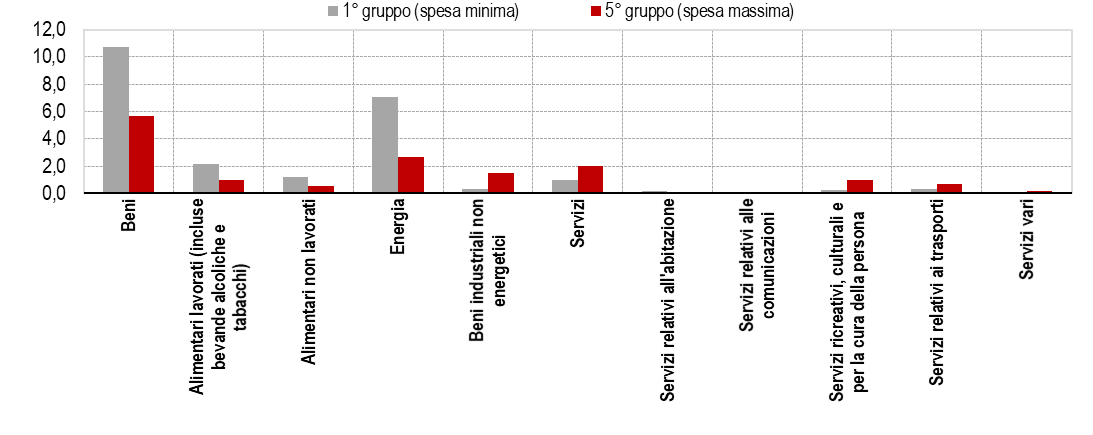 1° gruppo (spesa minima) 5° gruppo (spesa massima)
12,0
10,0
8,0
6,0
4,0
2,0
0,0
Beni
Alimentari lavorati (incluse
bevande alcoliche e
tabacchi)
Alimentari non lavorati
Energia
Beni industriali non
energetici
Servizi
Servizi relativi all'abitazione
Servizi relativi alle
comunicazioni
Servizi ricreativi, culturali e
per la cura della persona
Servizi relativi ai trasporti
Servizi vari